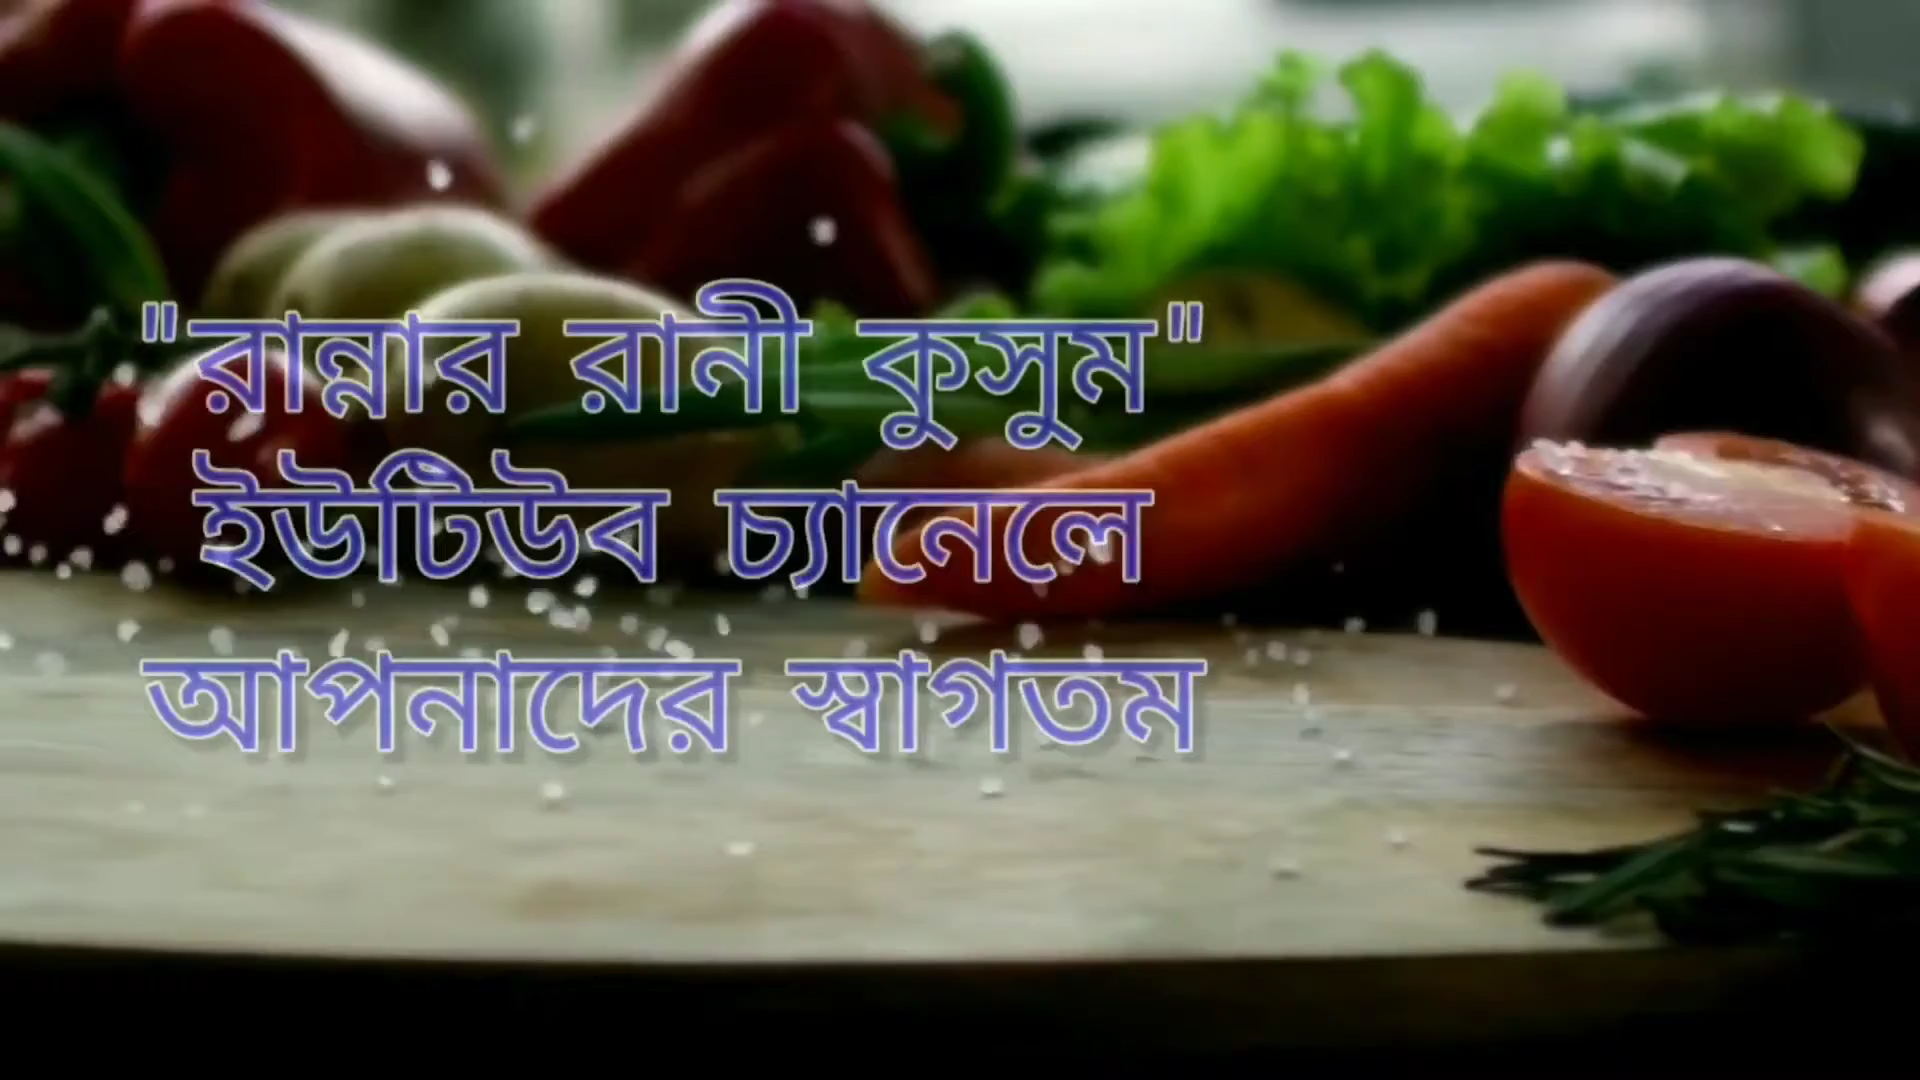 "রান্নার রানী কুসুম"
ইউটিউব চ্যানেলে
আপনাদের স্বাগতম